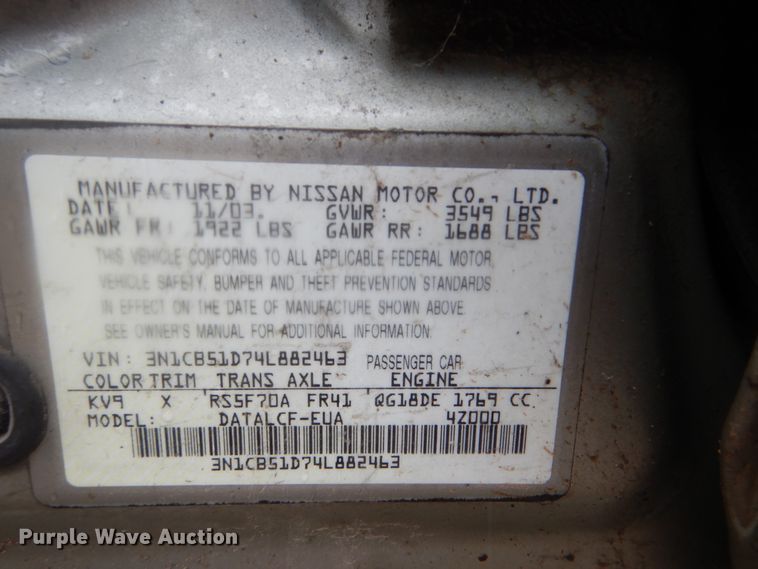 MANUFACTURED BY NISSAN MOTOR CO., LTD.
DATE: 11/03. GVWR: 3549 LBS
GAWR FR: 1922 LBS GAWR RR: 1688 LBS
THIS VEHICLE CONFORMS TO ALL APPLICABLE FEDERAL MOTOR
VEHICLE SAFETY, BUMPER AND THEFT PREVENTION STANDARDS
IN EFFECT ON THE DATE OF MANUFACTURE SHOWN ABOVE.
SEE OWNER'S MANUAL FOR ADDITIONAL INFORMATION.
VIN: 3N1CB51D74L882463 PASSENGER CAR
COLOR TRIM TRANS AXLE ENGINE
KV9 X RS5F70A FR41 QG18DE 1769 CC.
MODEL: DATALCF-EUA 4Z000
3N1CB51D74L882463
Purple Wave Auction